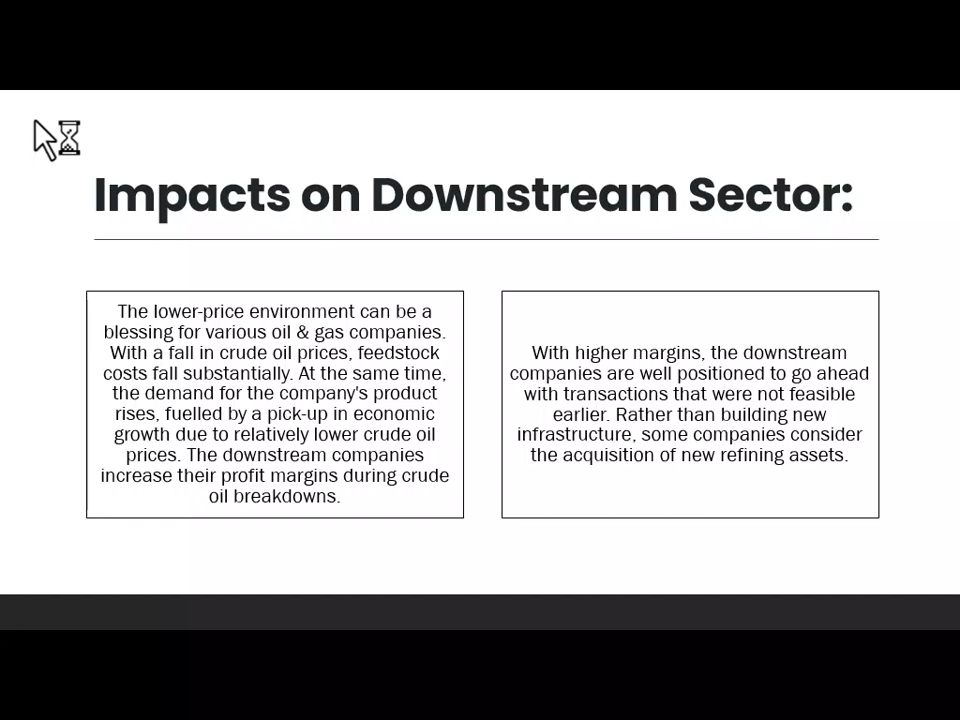 Impacts on Downstream Sector:
The lower-price environment can be a
blessing for various oil & gas companies.
With a fall in crude oil prices, feedstock
costs fall substantially. At the same time,
the demand for the company's product
rises, fuelled by a pick-up in economic
growth due to relatively lower crude oil
prices. The downstream companies
increase their profit margins during crude
oil breakdowns.
With higher margins, the downstream
companies are well positioned to go ahead
with transactions that were not feasible
earlier. Rather than building new
infrastructure, some companies consider
the acquisition of new refining assets.